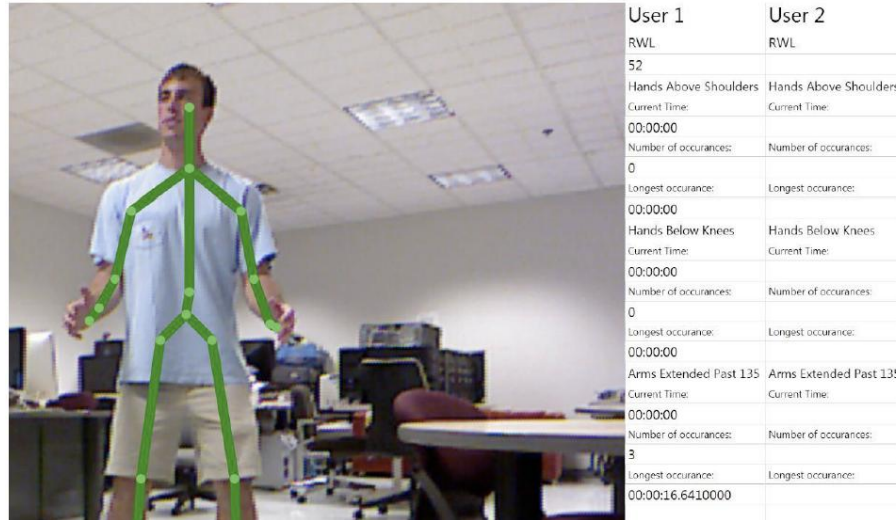 User 1 User 2
RWL RWL
52
Hands Above Shoulders Hands Above Shoulders
Current Time: Current Time:
00:00:00
Number of occurances: Number of occurances:
0
Longest occurance: Longest occurance:
00:00:00
Hands Below Knees Hands Below Knees
Current Time: Current Time:
00:00:00
Number of occurances: Number of occurances:
0
Longest occurance: Longest occurance:
00:00:00
Arms Extended Past 135 Arms Extended Past 135
Current Time: Current Time:
00:00:00
Number of occurances: Number of occurances:
3
Longest occurance: Longest occurance:
00:00:16.6410000